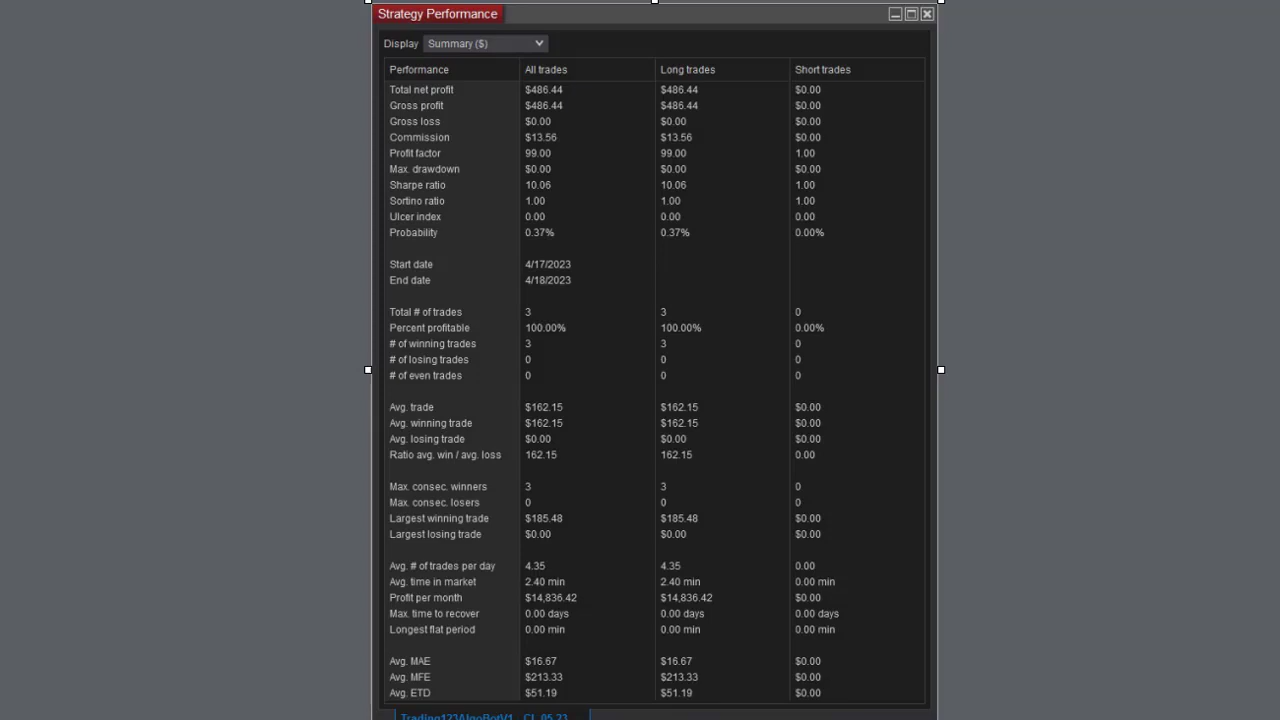 Strategy Performance
Display Summary ($)
Performance All trades Long trades Short trades
Total net profit $486.44 $486.44 $0.00
Gross profit $486.44 $486.44 $0.00
Gross loss $0.00 $0.00 $0.00
Commission $13.56 $13.56 $0.00
Profit factor 99.00 99.00 1.00
Max. drawdown $0.00 $0.00 $0.00
Sharpe ratio 10.06 10.06 1.00
Sortino ratio 1.00 1.00 1.00
Ulcer index 0.00 0.00 0.00
Probability 0.37% 0.37% 0.00%
Start date 4/17/2023
End date 4/18/2023
Total # of trades 3 3 0
Percent profitable 100.00% 100.00% 0.00%
# of winning trades 3 3 0
# of losing trades 0 0 0
# of even trades 0 0 0
Avg. trade $162.15 $162.15 $0.00
Avg. winning trade $162.15 $162.15 $0.00
Avg. losing trade $0.00 $0.00 $0.00
Ratio avg. win / avg. loss 162.15 162.15 0.00
Max. consec. winners 3 3 0
Max. consec. losers 0 0 0
Largest winning trade $185.48 $185.48 $0.00
Largest losing trade $0.00 $0.00 $0.00
Avg. # of trades per day 4.35 4.35 0.00
Avg. time in market 2.40 min 2.40 min 0.00 min
Profit per month $14,836.42 $14,836.42 $0.00
Max. time to recover 0.00 days 0.00 days 0.00 days
Longest flat period 0.00 min 0.00 min 0.00 min
Avg. MAE $16.67 $16.67 $0.00
Avg. MFE $213.33 $213.33 $0.00
Avg. ETD $51.19 $51.19 $0.00
Trading123AlgoBotV1 CL 05.23